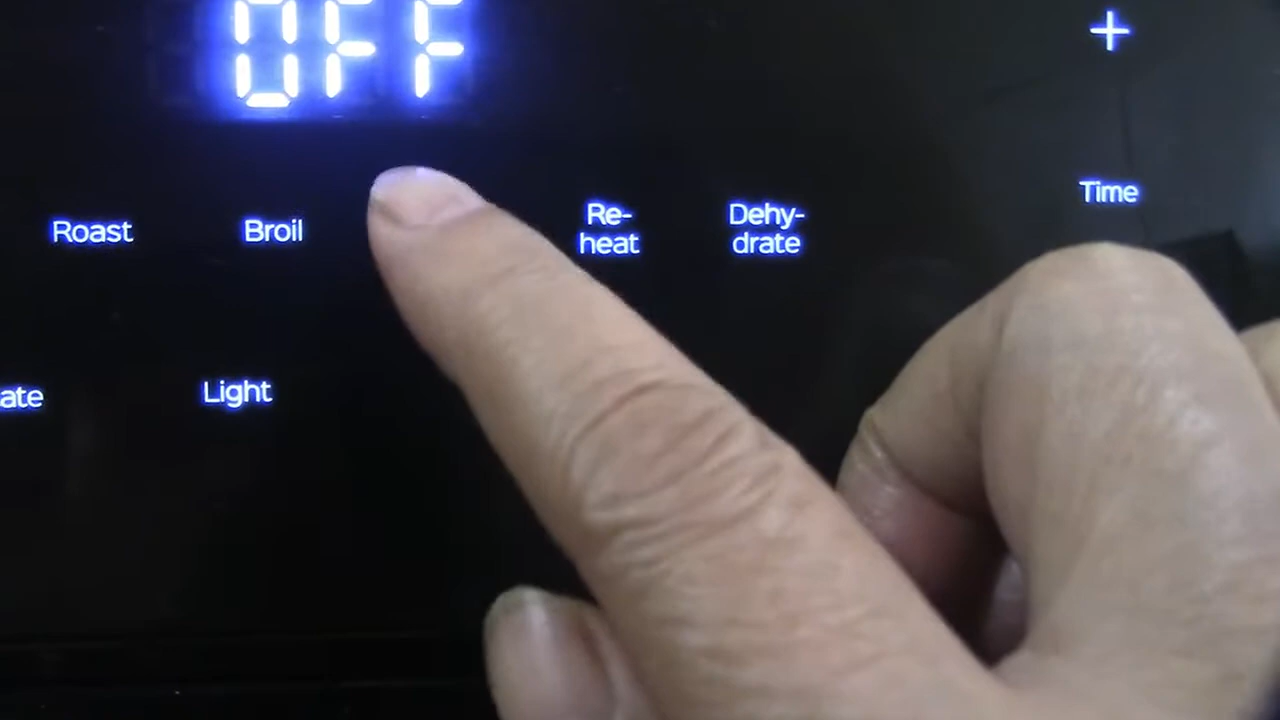 OFF
+
Time
Roast
Broil
Re-
heat
Dehy-
drate
ate
Light